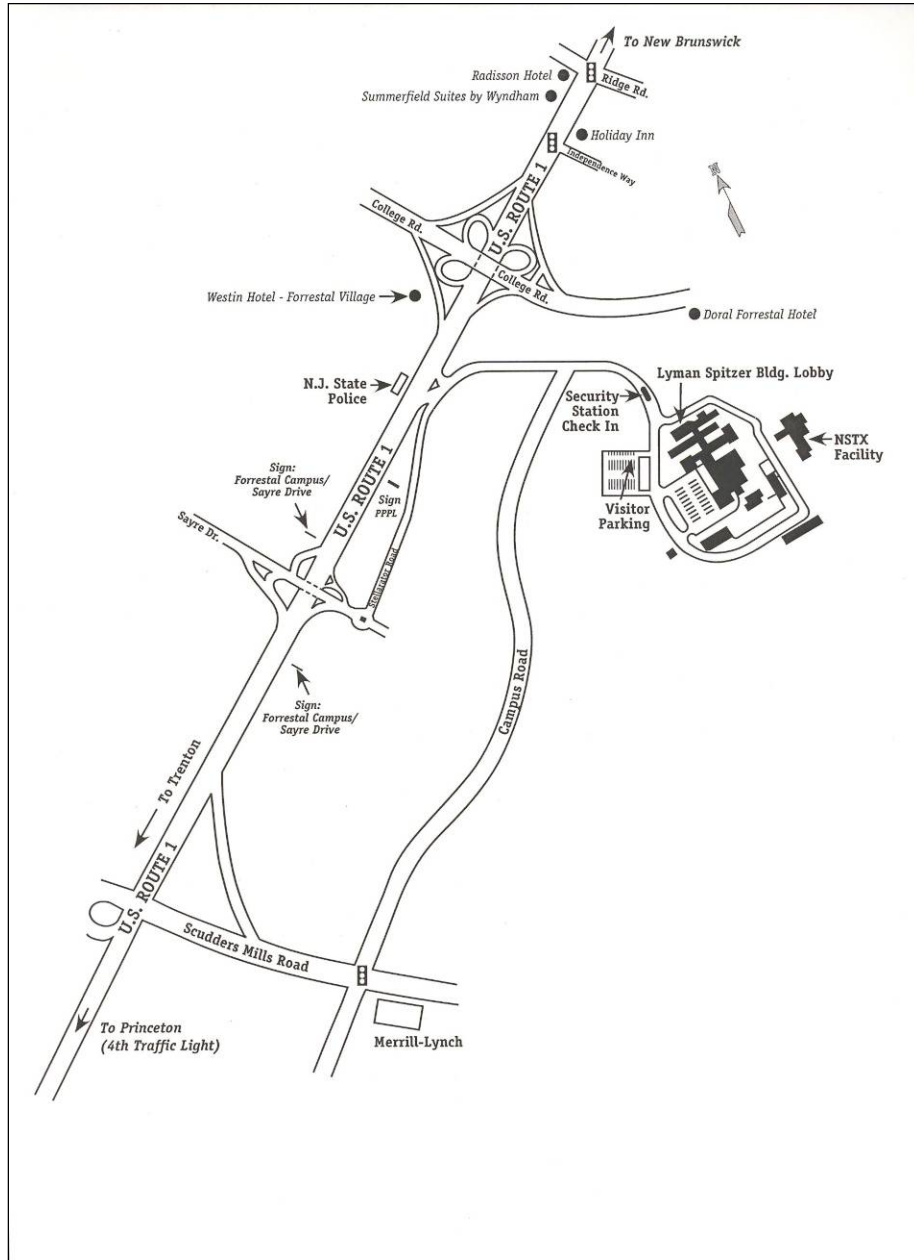 To New Brunswick
Radisson Hotel
Ridge Rd.
Summerfield Suites by Wyndham
Holiday Inn
Independence Way
U.S. ROUTE 1
College Rd.
College Rd.
Westin Hotel - Forrestal Village
Doral Forrestal Hotel
N.J. State
Police
Lyman Spitzer Bldg. Lobby
Security
Station
Check In
NSTX
Facility
Sign:
Forrestal Campus/
Sayre Drive
U.S. ROUTE 1
Sign
PPPL
Visitor
Parking
Sayre Dr.
Stellarator Road
Campus Road
Sign:
Forrestal Campus/
Sayre Drive
To Trenton
U.S. ROUTE 1
Scudders Mills Road
To Princeton
(4th Traffic Light)
Merrill-Lynch